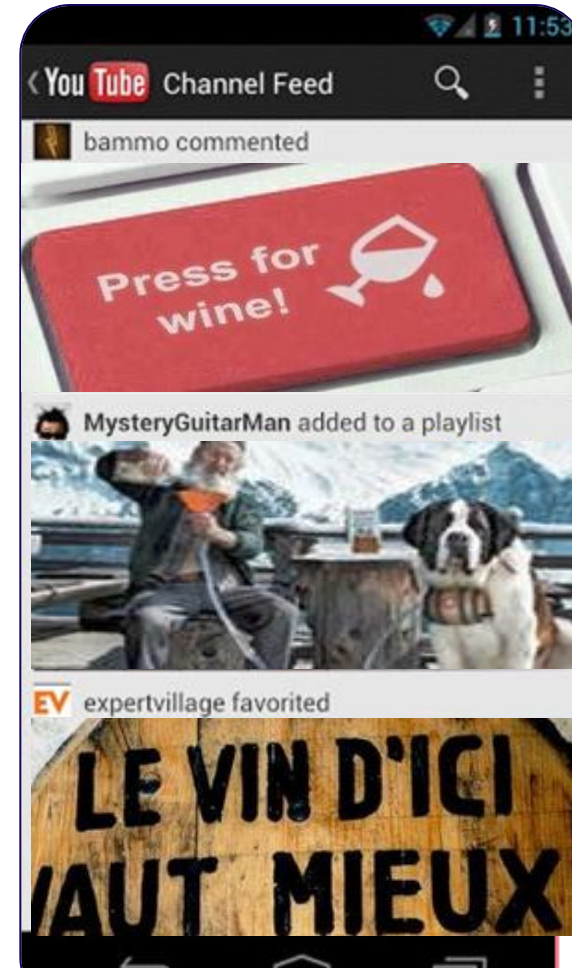 11:53
YouTube Channel Feed
bammo commented
Press for
wine!
MysteryGuitarMan added to a playlist
EV expertvillage favorited
LE VIN D'ICI
VAUT MIEUX